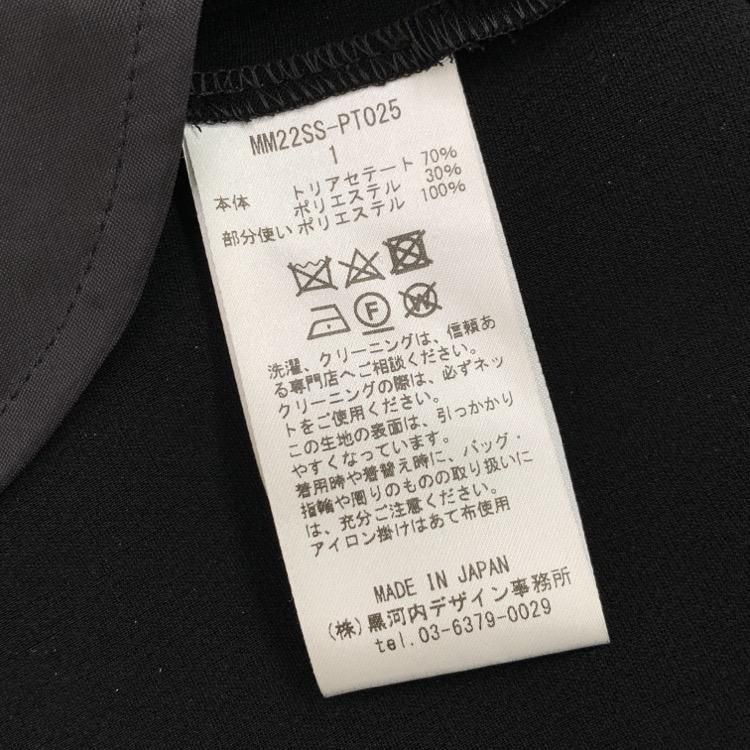 MM22SS-PT025
1
本体 トリアセテート 70%
ポリエステル 30%
部分使い ポリエステル 100%
F W
洗濯、クリーニングは、信頼あ
る専門店へご相談ください。
クリーニングの際は、必ずネッ
トをご使用ください。
この生地の表面は、引っかかり
やすくなっています。
着用時や着替え時に、バッグ・
指輪や周りのものの取り扱いに
は、充分ご注意ください。
アイロン掛けはあて布使用
MADE IN JAPAN
(株)黒河内デザイン事務所
tel.03-6379-0029